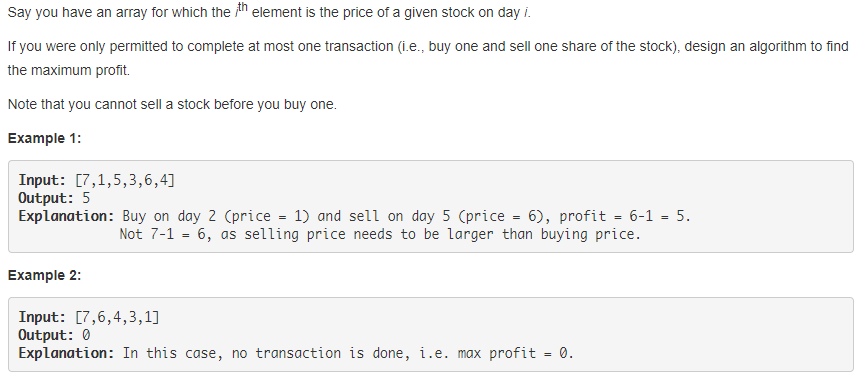 Say you have an array for which the ith element is the price of a given stock on day i.
If you were only permitted to complete at most one transaction (i.e., buy one and sell one share of the stock), design an algorithm to find
the maximum profit.
Note that you cannot sell a stock before you buy one.
Example 1:
Input: [7,1,5,3,6,4]
Output: 5
Explanation: Buy on day 2 (price = 1) and sell on day 5 (price = 6), profit = 6-1 = 5.
Not 7-1 = 6, as selling price needs to be larger than buying price.
Example 2:
Input: [7,6,4,3,1]
Output: 0
Explanation: In this case, no transaction is done, i.e. max profit = 0.